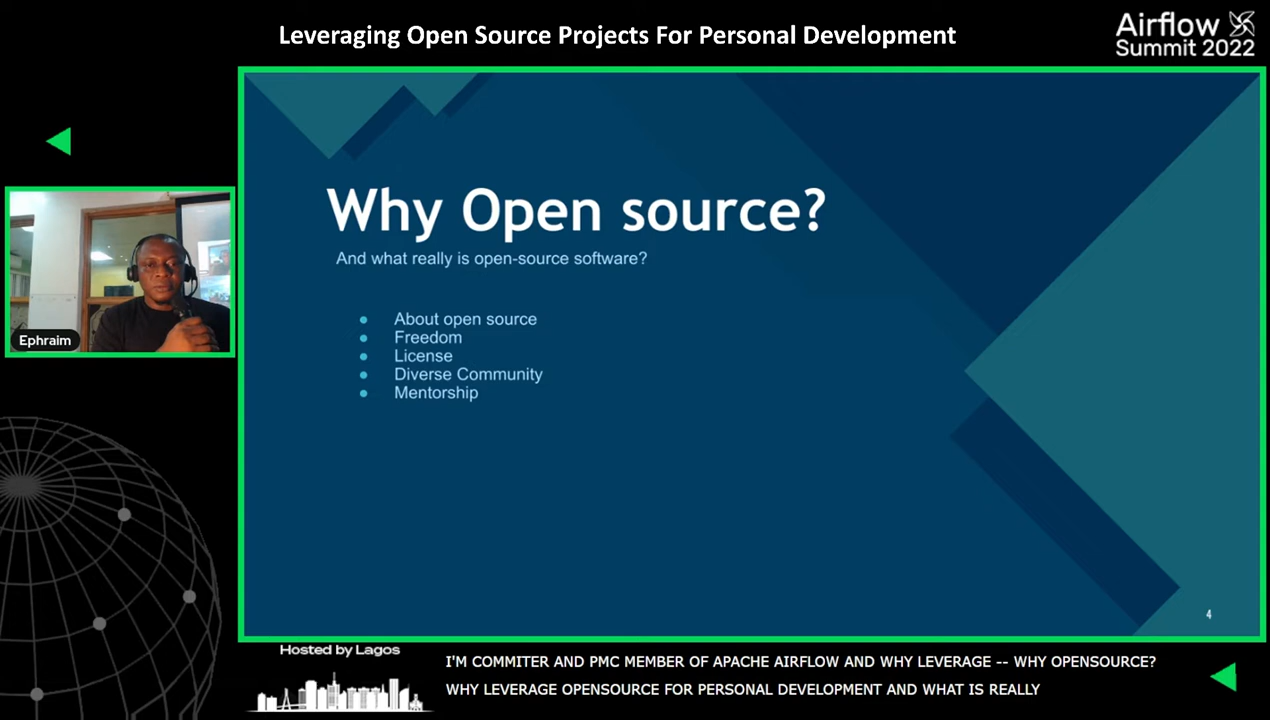 Leveraging Open Source Projects For Personal Development
Airflow
Summit 2022
Why Open source?
And what really is open-source software?
About open source
Freedom
License
Diverse Community
Mentorship
Ephraim
4
Hosted by Lagos
I'M COMMITER AND PMC MEMBER OF APACHE AIRFLOW AND WHY LEVERAGE -- WHY OPENSOURCE?
WHY LEVERAGE OPENSOURCE FOR PERSONAL DEVELOPMENT AND WHAT IS REALLY